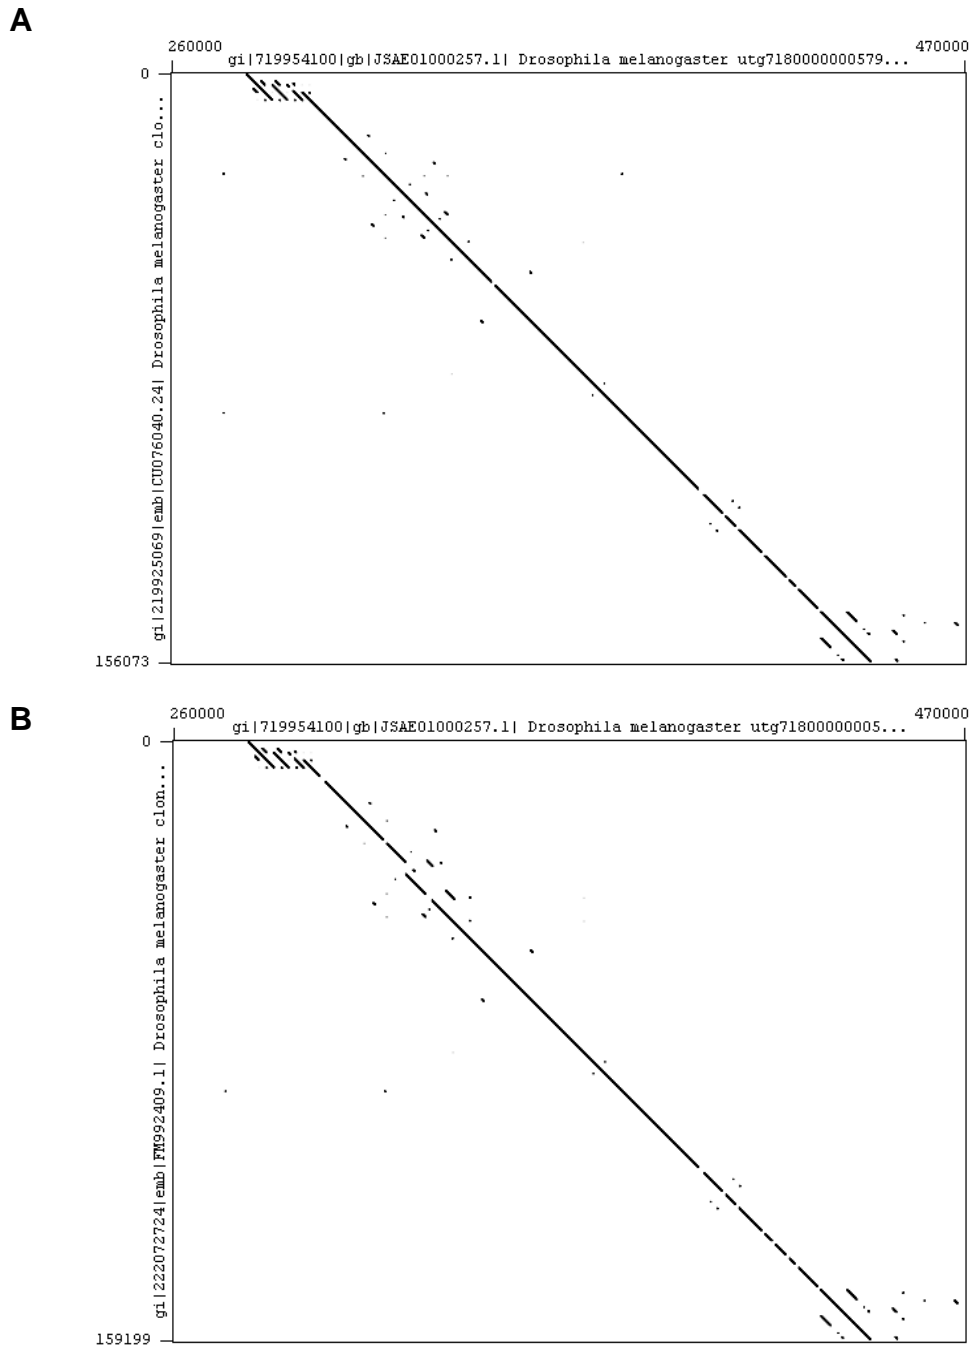 A
260000 470000
gi|719954100|gb|JSAE01000257.1| Drosophila melanogaster utg7180000000579...
0
gi|219925069|emb|CU076040.24| Drosophila melanogaster clo...
156073
B
260000 470000
gi|719954100|gb|JSAE01000257.1| Drosophila melanogaster utg71800000005...
0
gi|222072724|emb|FM992409.1| Drosophila melanogaster clon...
159199